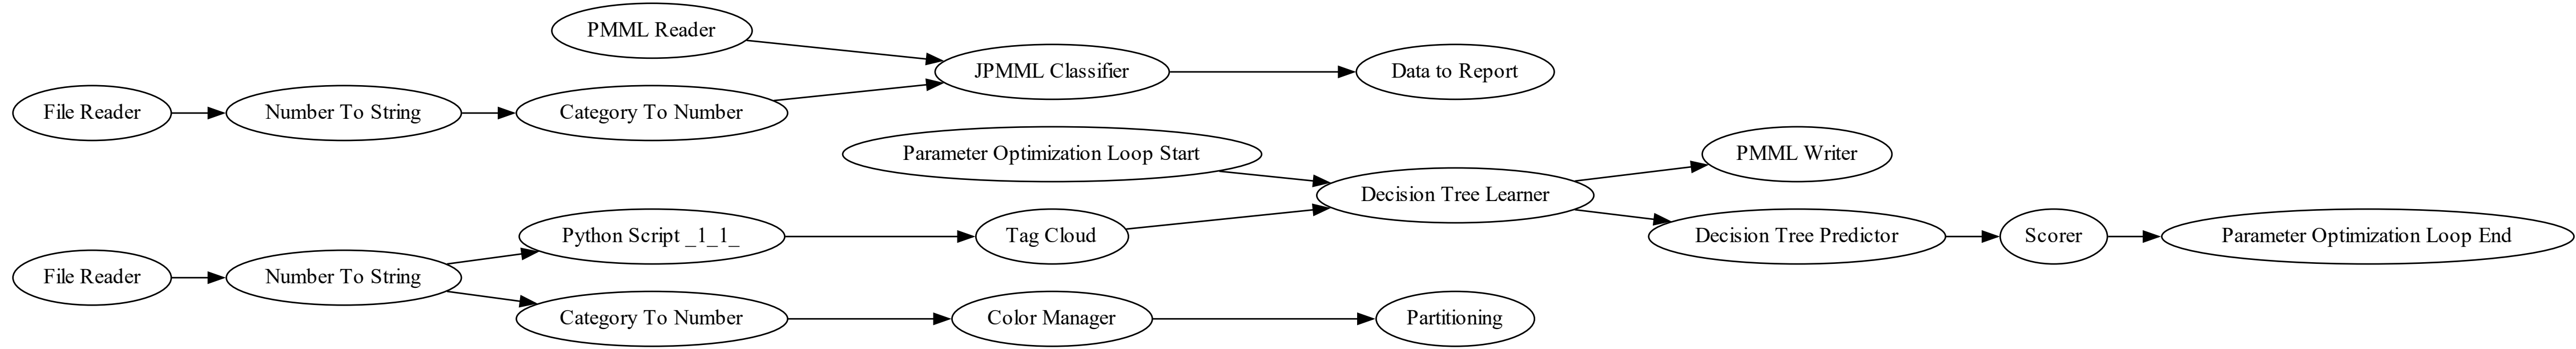 PMML Reader
JPMML Classifier
Data to Report
File Reader
Number To String
Category To Number
Parameter Optimization Loop Start
PMML Writer
Decision Tree Learner
Python Script _1_1_
Tag Cloud
Decision Tree Predictor
Scorer
Parameter Optimization Loop End
File Reader
Number To String
Category To Number
Color Manager
Partitioning